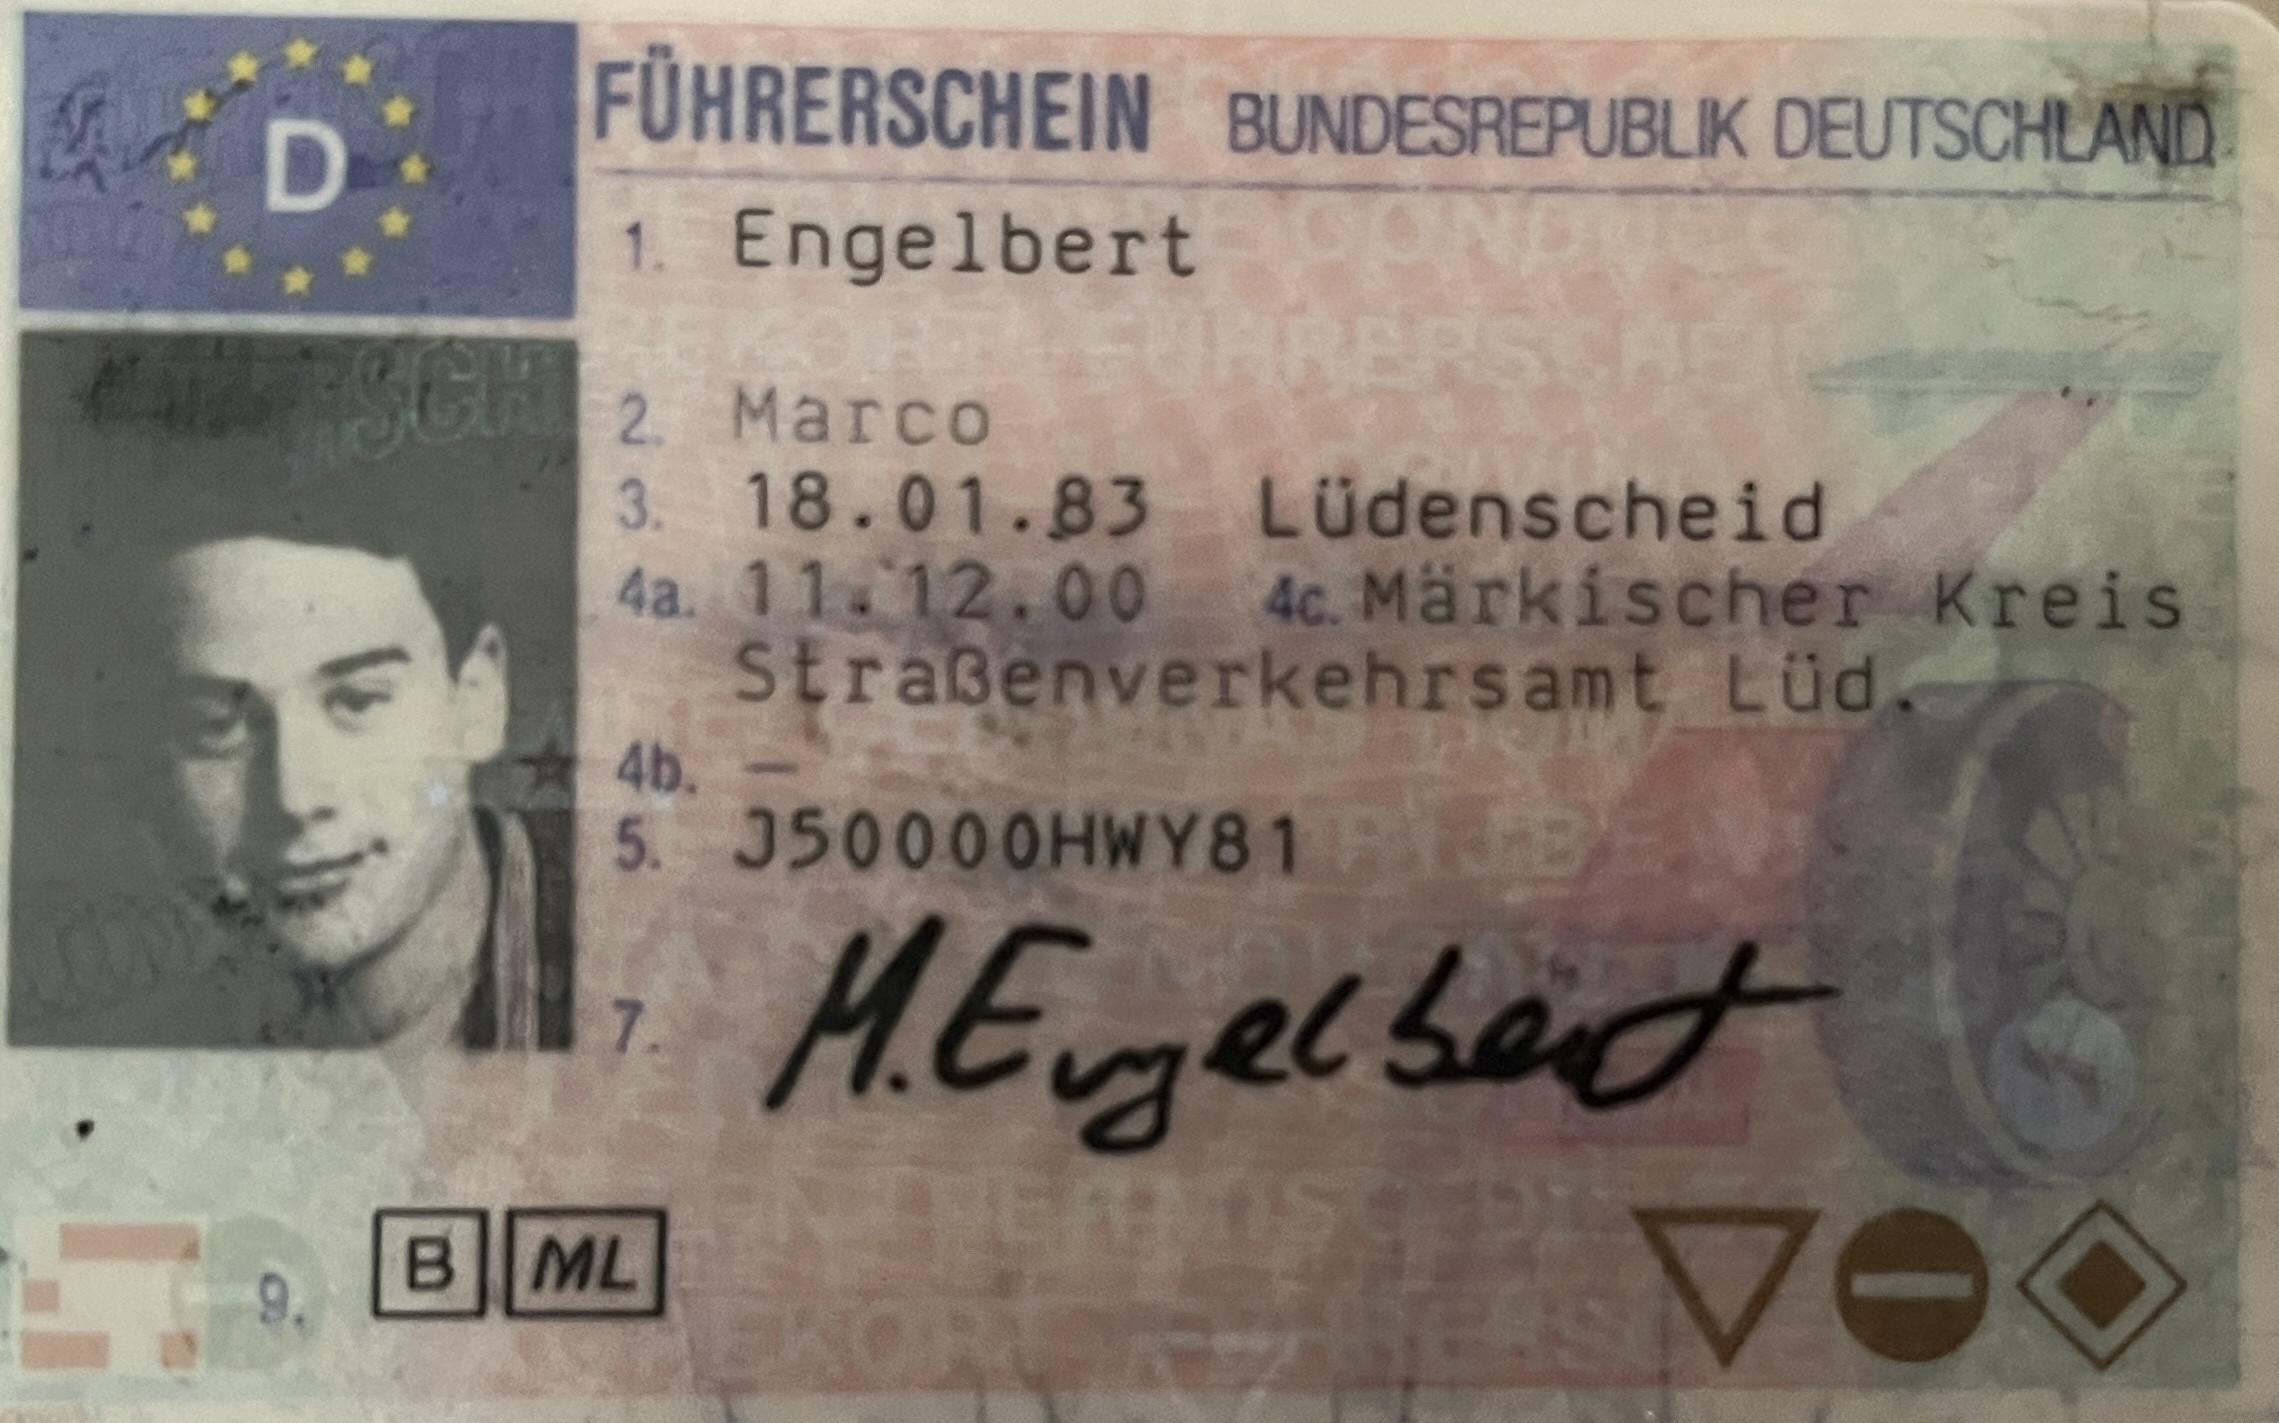 D
FÜHRERSCHEIN BUNDESREPUBLIK DEUTSCHLAND
1. Engelbert
2. Marco
3. 18.01.83 Lüdenscheid
4a. 11.12.00 4c. Märkischer Kreis
Straßenverkehrsamt Lüd.
4b. –
5. J50000HWY81
7. M. Engelbert
9. B ML